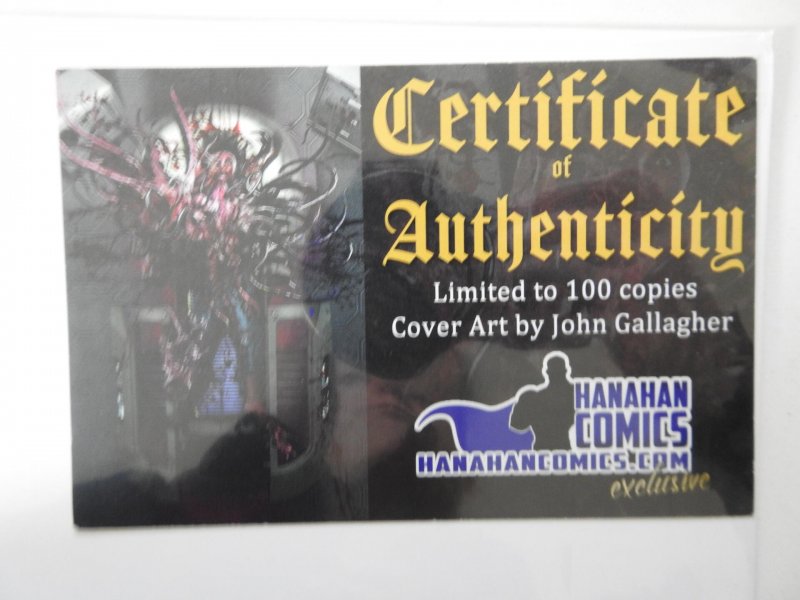 Certificate
of
Authenticity
Limited to 100 copies
Cover Art by John Gallagher
HANAHAN
COMICS
HANAHANCOMICS.COM
exclusive